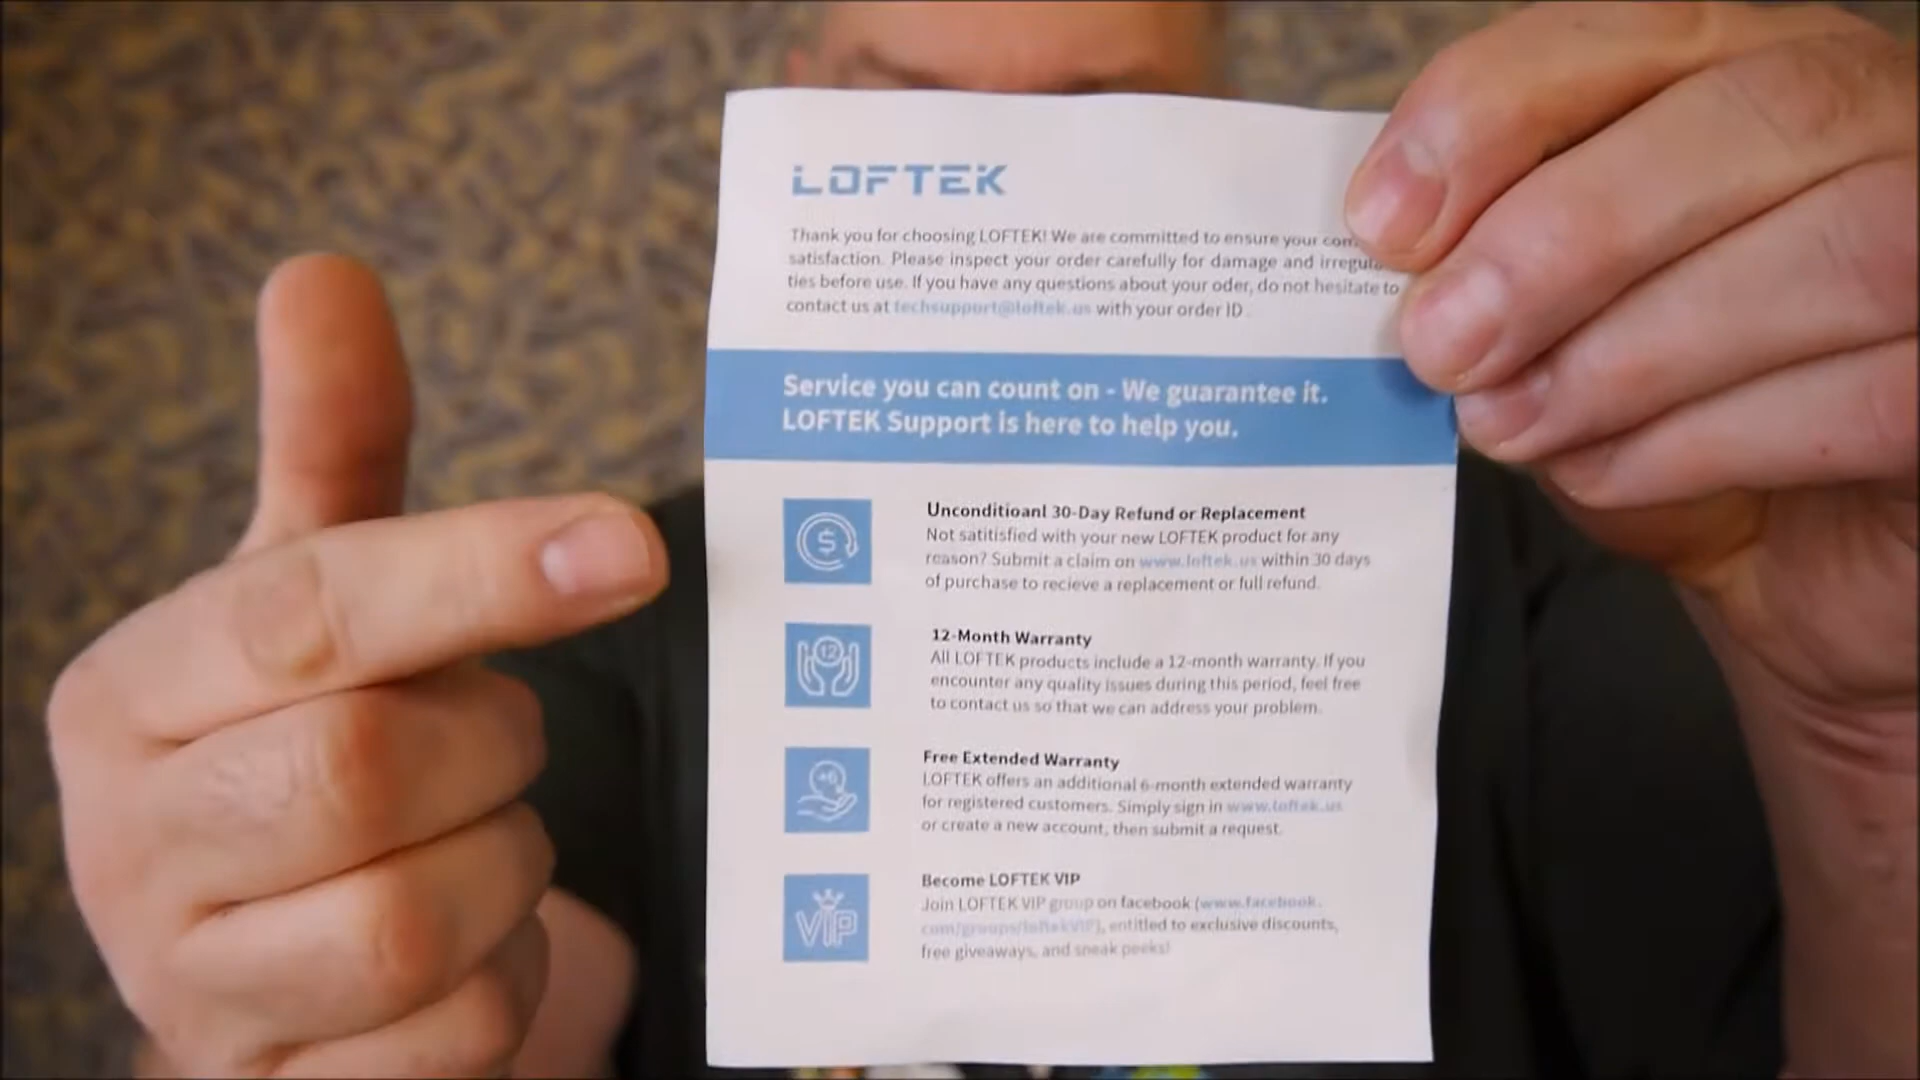 LOFTEK
Thank you for choosing LOFTEK! We are committed to ensure your com
satisfaction. Please inspect your order carefully for damage and irregula
ties before use. If you have any questions about your oder, do not hesitate to
contact us at techsupport@loftek.us with your order ID.
Service you can count on - We guarantee it.
LOFTEK Support is here to help you.
$
Unconditioanl 30-Day Refund or Replacement
Not satitisfied with your new LOFTEK product for any
reason? Submit a claim on www.loftek.us within 30 days
of purchase to recieve a replacement or full refund.
12
12-Month Warranty
All LOFTEK products include a 12-month warranty. If you
encounter any quality issues during this period, feel free
to contact us so that we can address your problem.
+6
Free Extended Warranty
LOFTEK offers an additional 6-month extended warranty
for registered customers. Simply sign in www.loftek.us
or create a new account, then submit a request.
VIP
Become LOFTEK VIP
Join LOFTEK VIP group on facebook (www.facebook.
com/groups/loftekVIP), entitled to exclusive discounts,
free giveaways, and sneak peeks!